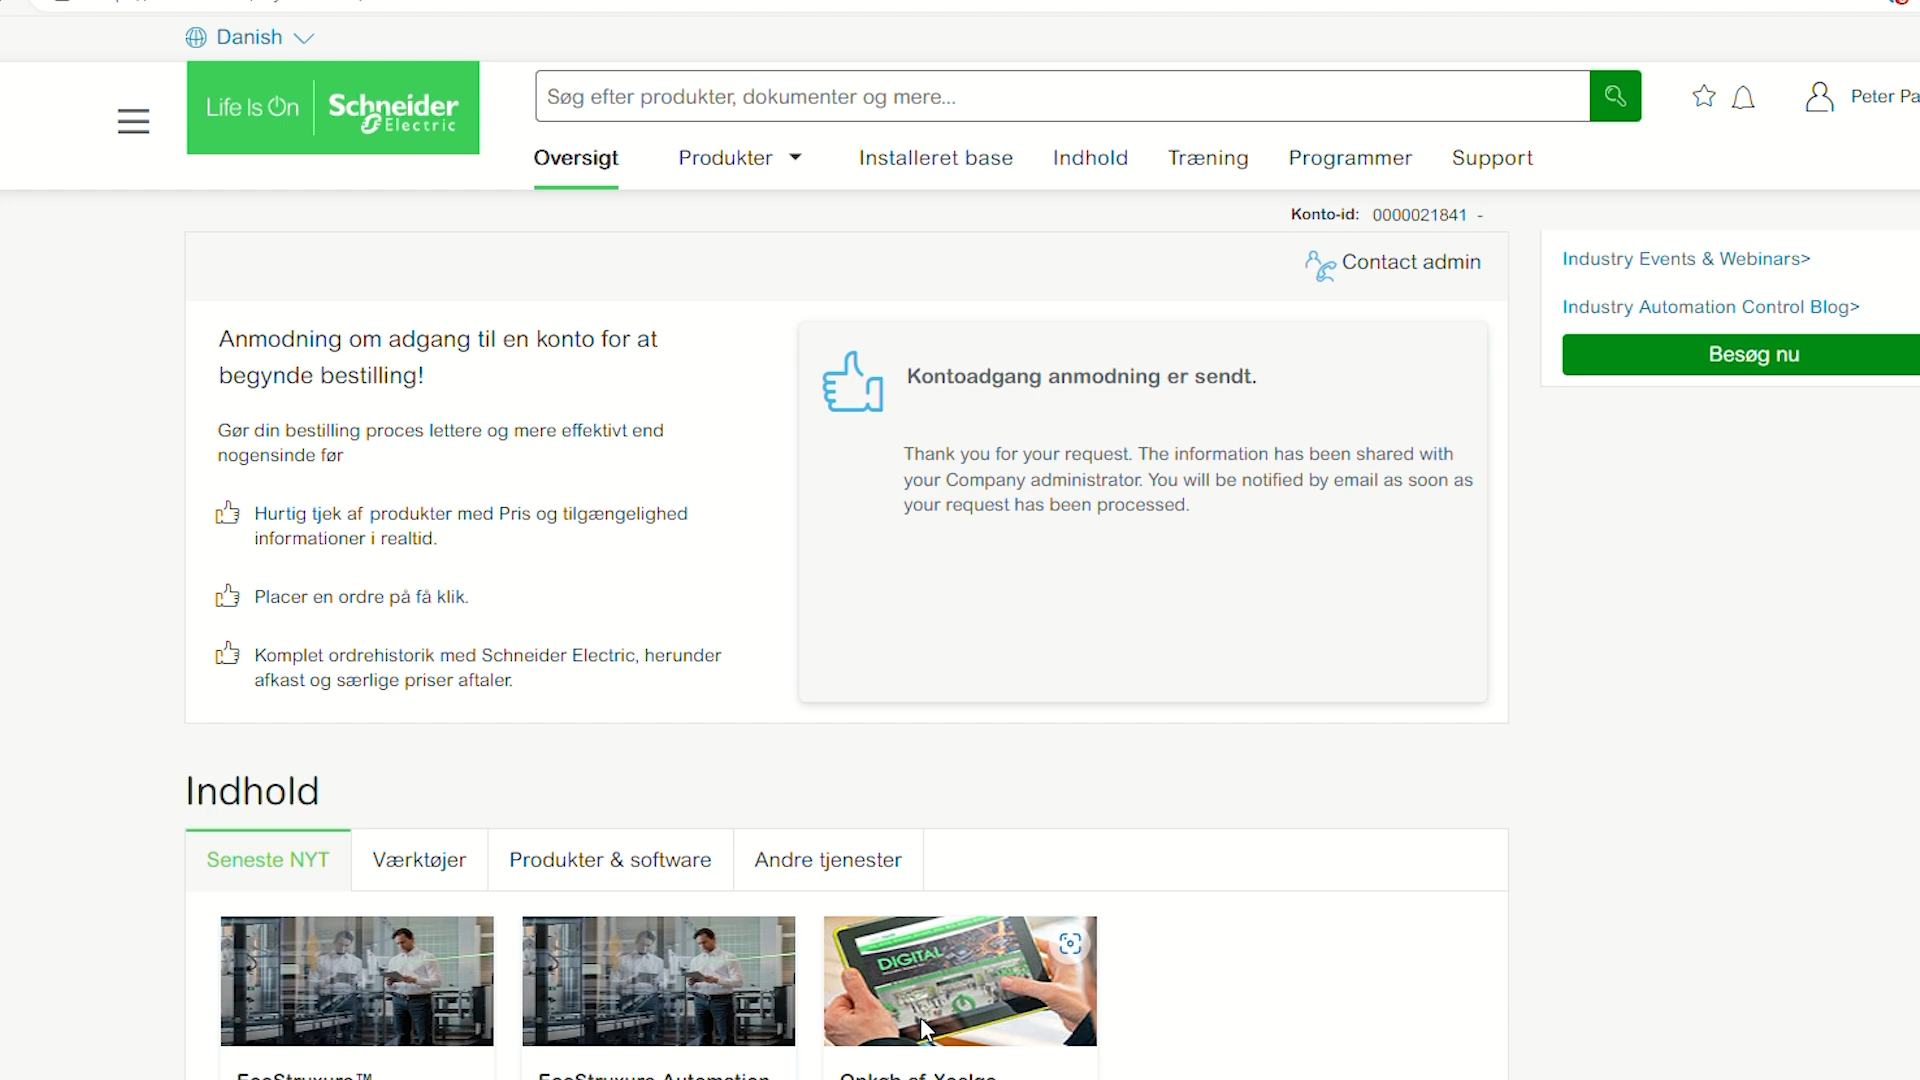 Danish
Life Is On
Schneider
Electric
Søg efter produkter, dokumenter og mere...
Peter Pa
Oversigt
Produkter
Installeret base
Indhold
Træning
Programmer
Support
Konto-id: 0000021841 -
Contact admin
Industry Events & Webinars>
Industry Automation Control Blog>
Besøg nu
Anmodning om adgang til en konto for at
begynde bestilling!
Gør din bestilling proces lettere og mere effektivt end
nogensinde før
Hurtig tjek af produkter med Pris og tilgængelighed
informationer i realtid.
Placer en ordre på få klik.
Komplet ordrehistorik med Schneider Electric, herunder
afkast og særlige priser aftaler.
Kontoadgang anmodning er sendt.
Thank you for your request. The information has been shared with
your Company administrator. You will be notified by email as soon as
your request has been processed.
Indhold
Seneste NYT
Værktøjer
Produkter & software
Andre tjenester
DIGITAL
EcoStruxure™
EcoStruxure Automation